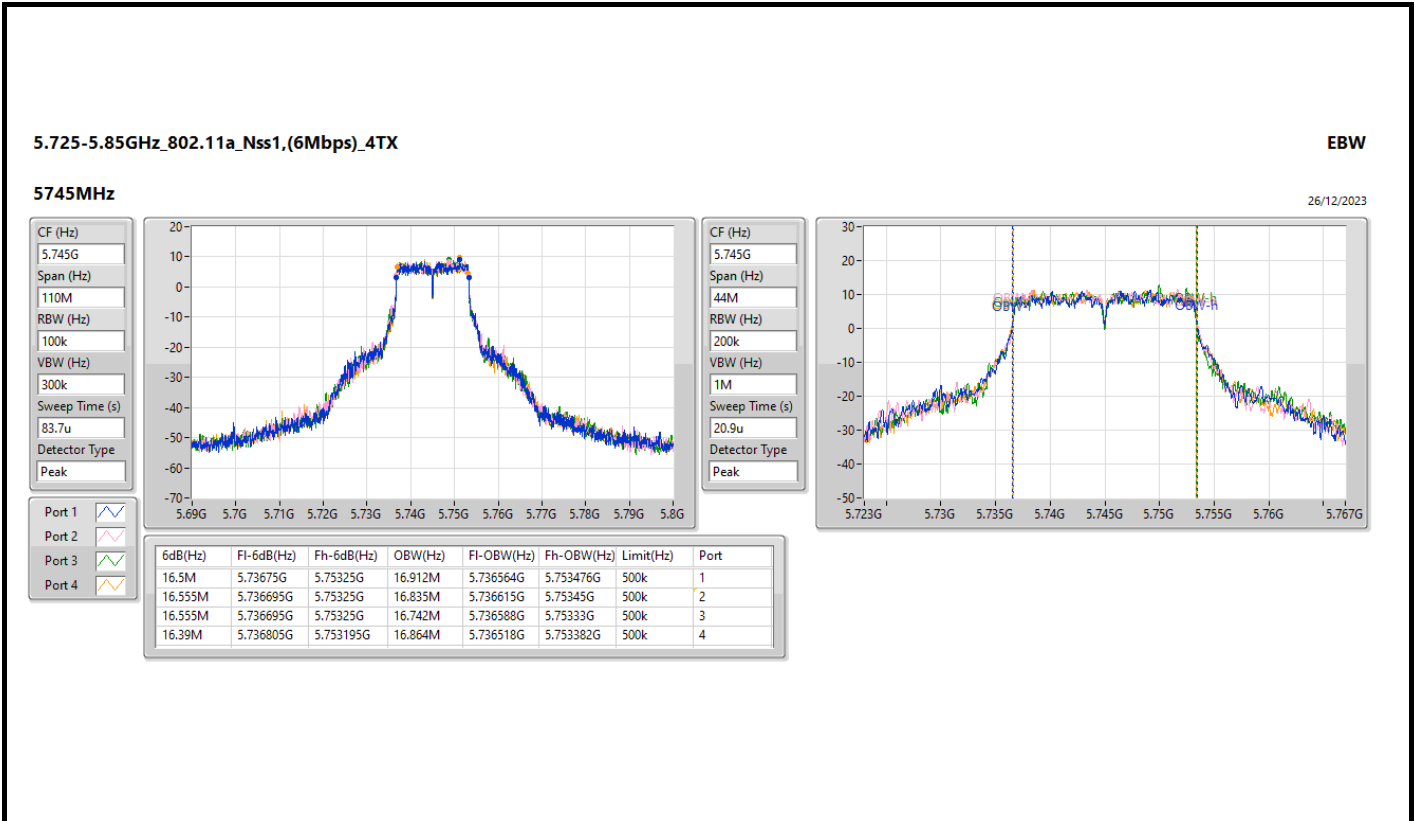 5.725-5.85GHz_802.11a_Nss1,(6Mbps)_4TX
EBW
5745MHz
26/12/2023
CF (Hz)
5.745G
Span (Hz)
110M
RBW (Hz)
100k
VBW (Hz)
300k
Sweep Time (s)
83.7u
Detector Type
Peak
20
10
0
-10
-20
-30
-40
-50
-60
-70
5.69G 5.7G 5.71G 5.72G 5.73G 5.74G 5.75G 5.76G 5.77G 5.78G 5.79G 5.8G
CF (Hz)
5.745G
Span (Hz)
44M
RBW (Hz)
200k
VBW (Hz)
1M
Sweep Time (s)
20.9u
Detector Type
Peak
30
20
10
0
-10
-20
-30
-40
-50
5.723G 5.73G 5.735G 5.74G 5.745G 5.75G 5.755G 5.76G 5.767G
Port 1
Port 2
Port 3
Port 4
6dB(Hz) Fl-6dB(Hz) Fh-6dB(Hz) OBW(Hz) Fl-OBW(Hz) Fh-OBW(Hz) Limit(Hz) Port
16.5M 5.73675G 5.75325G 16.912M 5.736564G 5.753476G 500k 1
16.555M 5.736695G 5.75325G 16.835M 5.736615G 5.75345G 500k 2
16.555M 5.736695G 5.75325G 16.742M 5.736588G 5.75333G 500k 3
16.39M 5.736805G 5.753195G 16.864M 5.736518G 5.753382G 500k 4